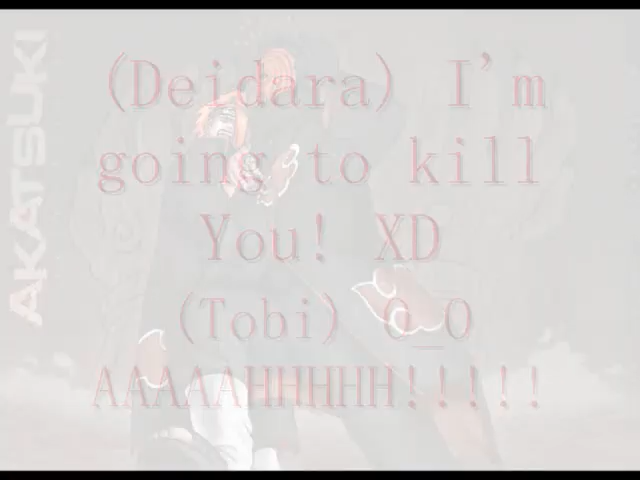 AKATSUKI
(Deidara) I'm
going to kill
You! XD
(Tobi) O_O
AAAAAHHHHH!!!!!